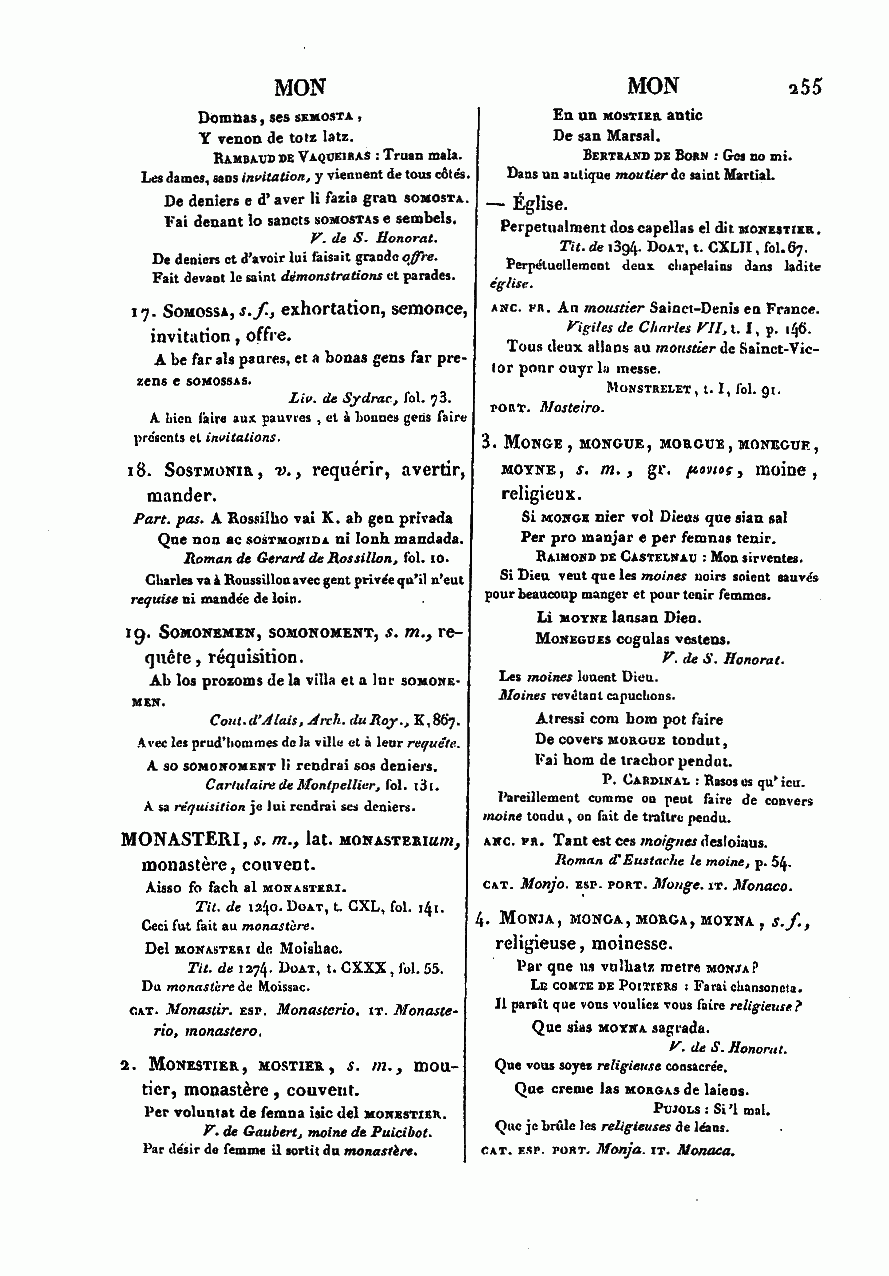 MON
MON 255
Domnas, ses SEMOSTA,
Y venon de totz latz.
RAMBAUD DE VAQUEIRAS : Truan mala.
Les dames, sans invitation, y viennent de tous côtés.
De deniers e d'aver li fazia gran SOMOSTA.
Fai denant lo sancts SOMOSTAS e sembels.
V. de S. Honorat.
De deniers et d'avoir lui faisait grande offre.
Fait devant le saint démonstrations et parades.
17. SOMOSSA, s. f., exhortation, semonce,
invitation, offre.
A be far als paures, et a bonas gens far pre-
zens e SOMOSSAS.
Liv. de Sydrac, fol. 73.
A bien faire aux pauvres, et à bonnes gens faire
présents et invitations.
18. SOSTMONIR, v., requérir, avertir,
mander.
Part. pas. A Rossilho vai K. ab gen privada
Que non ac SOSTMONIDA ni lonh mandada.
Roman de Gerard de Rossillon, fol. 10.
Charles va à Roussillon avec gent privée qu'il n'eut
requise ni mandée de loin.
19. SOMONEMEN, SOMONOMENT, s. m., re-
quête, réquisition.
Ab los prozoms de la villa et a lur SOMONE-
MEN.
Cout. d'Alais, Arch. du Roy., K, 867.
Avec les prud'hommes de la ville et à leur requête.
A so SOMONOMENT li rendrai sos deniers.
Cartulaire de Montpellier, fol. 131.
A sa réquisition je lui rendrai ses deniers.
MONASTERI, s. m., lat. MONASTERIum,
monastère, couvent.
Aisso fo fach al MONASTERI.
Tit. de 1240. DOAT, t. CXL, fol. 141.
Ceci fut fait au monastère.
Del MONASTERI de Moishac.
Tit. de 1274. DOAT, t. CXXX, fol. 55.
Du monastère de Moissac.
CAT. Monastir. ESP. Monasterio. IT. Monaste-
rio, monastero.
2. MONESTIER, MOSTIER, s. m., mou-
tier, monastère, couvent.
Per voluntat de femna isic del MONESTIER.
V. de Gaubert, moine de Puicibot.
Par désir de femme il sortit du monastère.
En un MOSTIER antic
De san Marsal.
BERTRAND DE BORN : Ges no mi.
Dans un antique moutier de saint Martial.
— Église.
Perpetualment dos capellas el dit MONESTIER.
Tit. de 1394. DOAT, t. CXLII, fol. 67.
Perpétuellement deux chapelains dans ladite
église.
ANC. FR. An moustier Sainct-Denis en France.
Vigiles de Charles VII, t. I, p. 146.
Tous deux allans au moustier de Sainct-Vic-
tor pour ouyr la messe.
MONSTRELET, t. I, fol. 91.
PORT. Mosteiro.
3. MONGE, MONGUE, MORGUE, MONEGUE,
MOYNE, s. m., gr. μονιος, moine,
religieux.
Si MONGE nier vol Dieus que sian sal
Per pro manjar e per femnas tenir.
RAIMOND DE CASTELNAU : Mon sirventes.
Si Dieu veut que les moines noirs soient sauvés
pour beaucoup manger et pour tenir femmes.
Li MOYNE lausan Dieu.
MONEGUES cogulas vestens.
V. de S. Honorat.
Les moines louent Dieu.
Moines revêtant capuchons.
Atressi com hom pot faire
De covers MORGUE tondut,
Fai hom de trachor pendut.
P. CARDINAL : Rasos es qu'ieu.
Pareillement comme on peut faire de convers
moine tondu, on fait de traître pendu.
ANC. FR. Tant est ces moignes desloiaus.
Roman d'Eustache le moine, p. 54.
CAT. Monjo. ESP. PORT. Monge. IT. Monaco.
4. MONJA, MONGA, MORGA, MOYNA, s. f.,
religieuse, moinesse.
Par que us vulhatz metre MONJA?
LE COMTE DE POITIERS : Farai chansoneta.
Il paraît que vous vouliez vous faire religieuse?
Que sias MOYNA sagrada.
V. de S. Honorat.
Que vous soyez religieuse consacrée.
Que creme las MORGAS de laiens.
PUJOLS : Si'l mal.
Que je brûle les religieuses de léans.
CAT. ESP. PORT. Monja. IT. Monaca.